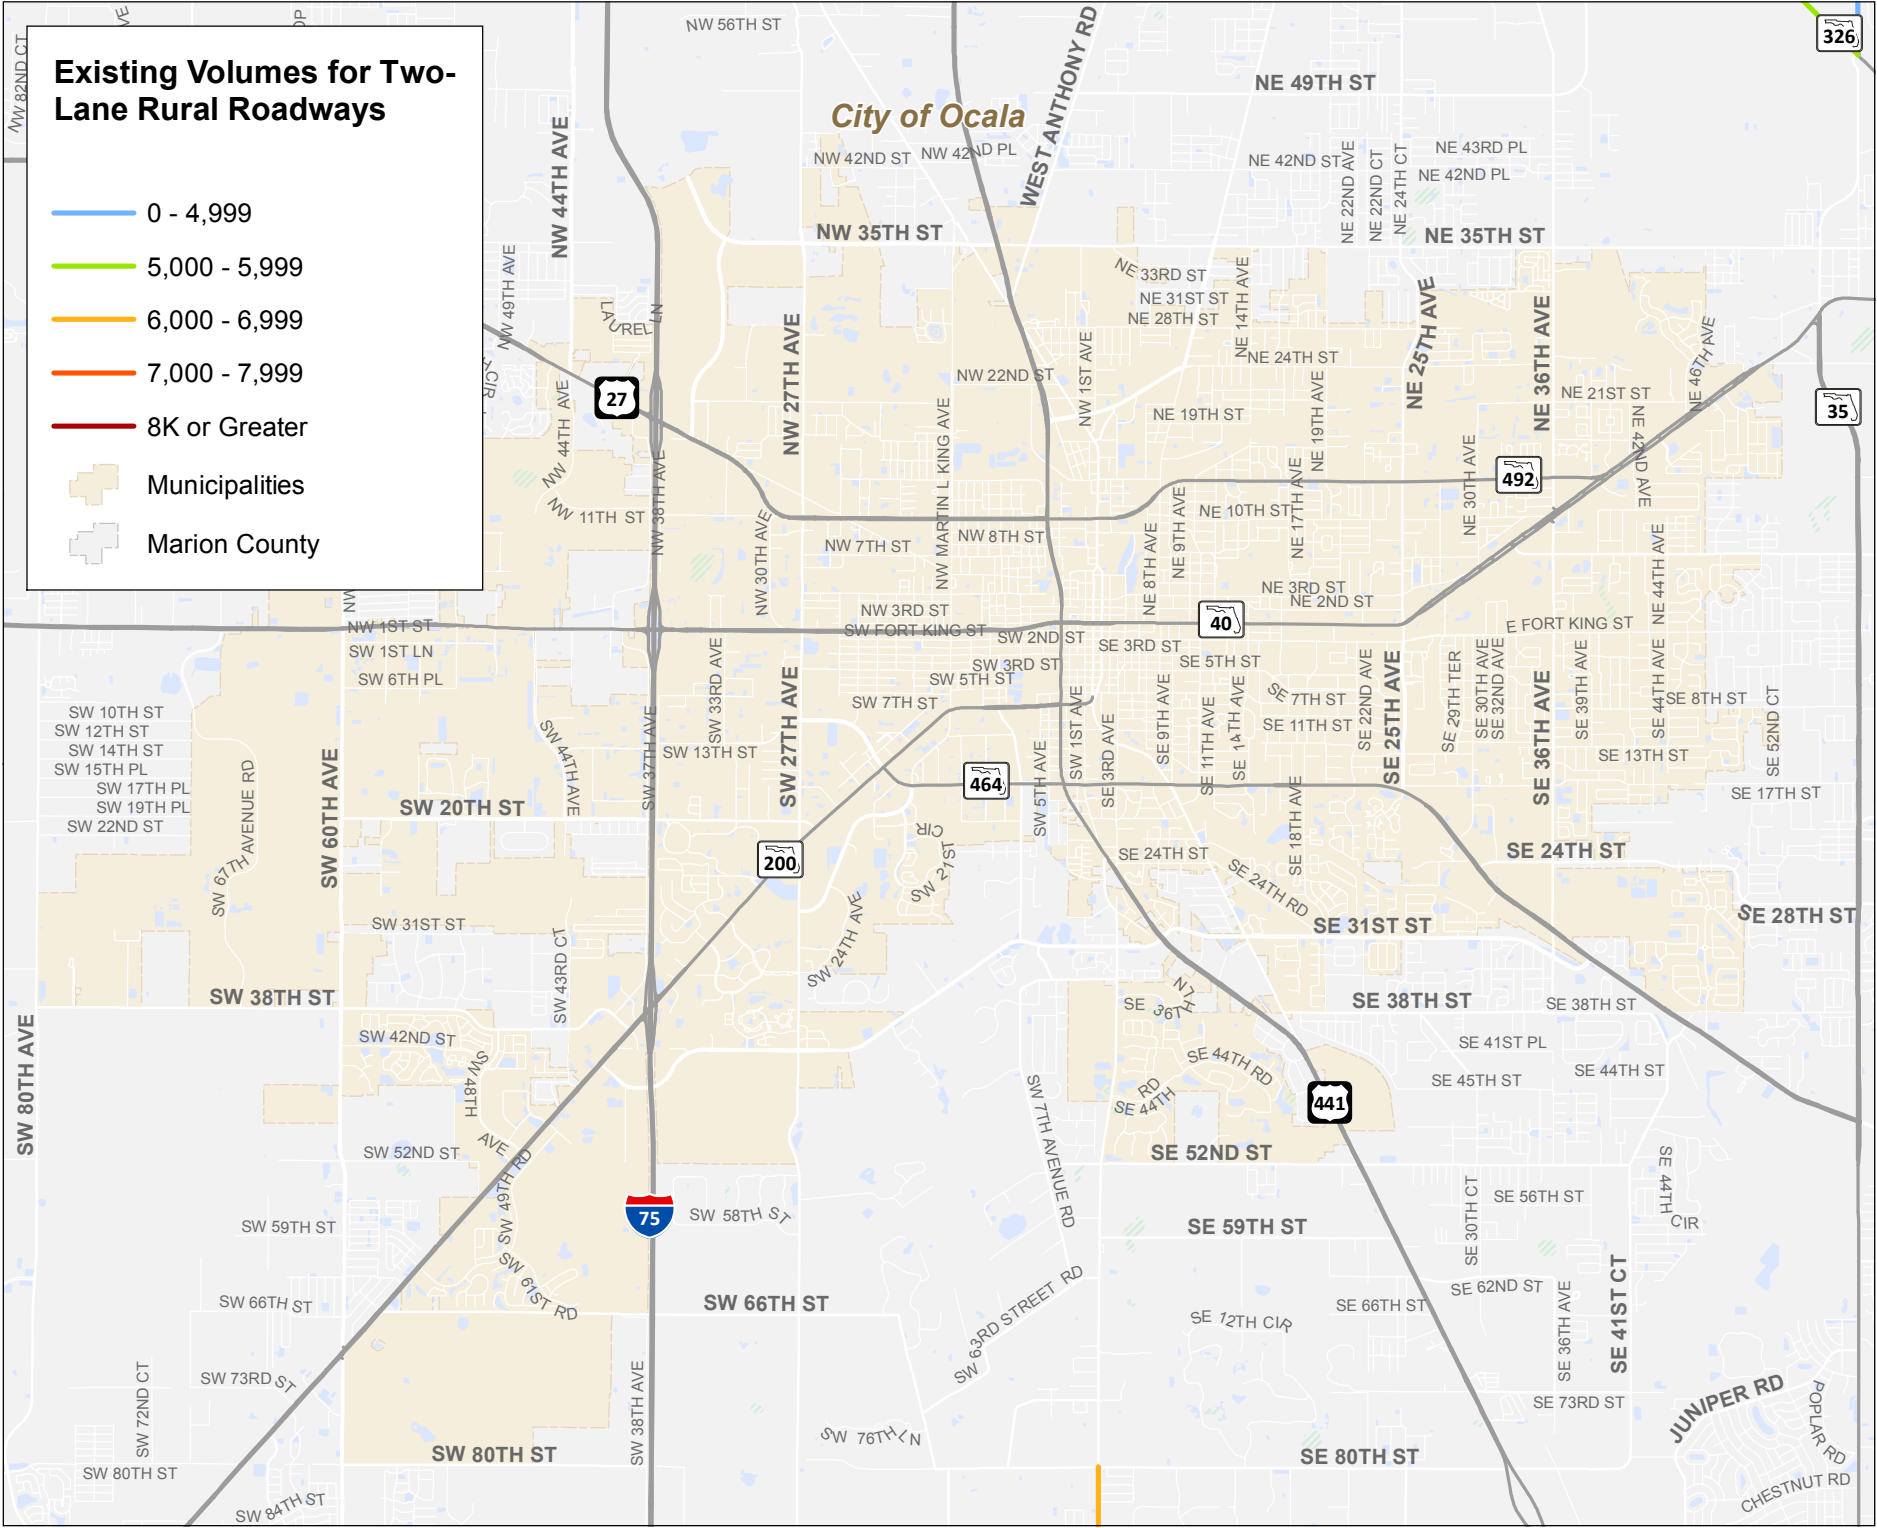 Existing Volumes for Two-
Lane Rural Roadways
0 - 4,999
5,000 - 5,999
6,000 - 6,999
7,000 - 7,999
8K or Greater
Municipalities
Marion County
City of Ocala
NW 82ND CT
NW 56TH ST
WEST ANTHONY RD
NE 49TH ST
326
NW 44TH AVE
NW 42ND ST
NW 42ND PL
NE 42ND ST
NE 22ND AVE
NE 22ND CT
NE 24TH CT
NE 43RD PL
NE 42ND PL
NW 35TH ST
NE 35TH ST
NW 49TH AVE
LAUREL LN
NE 33RD ST
NE 31ST ST
NE 28TH ST
NE 14TH AVE
NE 25TH AVE
NE 36TH AVE
NE 46TH AVE
NW 27TH AVE
NW 22ND ST
NW 1ST AVE
NE 24TH ST
NE 19TH ST
NE 19TH AVE
NE 21ST ST
NE 42ND AVE
27
35
NW 44TH AVE
NW 38TH AVE
NW MARTIN L KING AVE
NE 17TH AVE
NE 30TH AVE
492
NW 11TH ST
NW 30TH AVE
NW 7TH ST
NW 8TH ST
NE 8TH AVE
NE 9TH AVE
NE 10TH ST
NE 44TH AVE
NE 3RD ST
NE 2ND ST
NW 3RD ST
SW FORT KING ST
SW 2ND ST
40
E FORT KING ST
NW
NW 1ST ST
SW 1ST LN
SW 6TH PL
SW 33RD AVE
SW 3RD ST
SW 5TH ST
SW 7TH ST
SE 3RD ST
SE 5TH ST
SE 7TH ST
SE 11TH ST
SE 22ND AVE
SE 25TH AVE
SE 29TH TER
SE 30TH AVE
SE 32ND AVE
SE 36TH AVE
SE 39TH AVE
SE 44TH AVE
SE 8TH ST
SE 52ND CT
SE 13TH ST
SE 17TH ST
SW 10TH ST
SW 12TH ST
SW 14TH ST
SW 15TH PL
SW 17TH PL
SW 19TH PL
SW 22ND ST
SW 67TH AVENUE RD
SW 60TH AVE
SW 44TH AVE
SW 37TH AVE
SW 13TH ST
SW 27TH AVE
SW 20TH ST
464
SW 5TH AVE
SW 1ST AVE
SE 3RD AVE
SE 9TH AVE
SE 11TH AVE
SE 14TH AVE
SE 18TH AVE
200
SW 21ST CIR
SE 24TH ST
SE 24TH RD
SE 24TH ST
SE 28TH ST
SE 31ST ST
SW 31ST ST
SW 43RD CT
SW 24TH AVE
SW 38TH ST
SE 38TH ST
SE 38TH ST
SW 80TH AVE
SW 42ND ST
SW 48TH AVE
SE 36TH LN
SE 41ST PL
SE 44TH ST
SE 45TH ST
SE 44TH RD
SE 44TH RD
441
SW 7TH AVENUE RD
SW 52ND ST
SW 49TH RD
SE 52ND ST
SE 44TH CIR
SE 56TH ST
SE 30TH CT
75
SW 58TH ST
SW 59TH ST
SE 59TH ST
SW 61ST RD
SW 66TH ST
SW 66TH ST
SW 63RD STREET RD
SE 12TH CIR
SE 66TH ST
SE 62ND ST
SE 36TH AVE
SE 41ST CT
SW 73RD ST
SW 72ND CT
SW 38TH AVE
SE 73RD ST
JUNIPER RD
POPLAR RD
CHESTNUT RD
SW 76TH LN
SW 80TH ST
SW 80TH ST
SE 80TH ST
SW 84TH ST